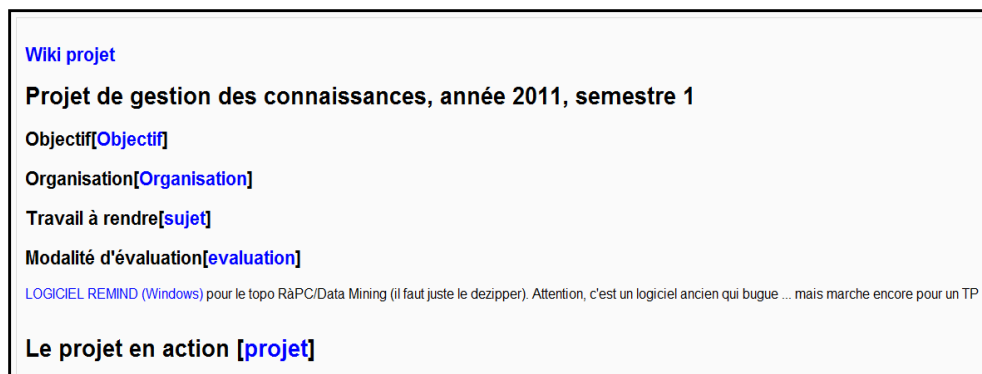 Wiki projet
Projet de gestion des connaissances, année 2011, semestre 1
Objectif[Objectif]
Organisation[Organisation]
Travail à rendre[sujet]
Modalité d'évaluation[evaluation]
LOGICIEL REMIND (Windows) pour le topo RàPC/Data Mining (il faut juste le dezipper). Attention, c'est un logiciel ancien qui bugue ... mais marche encore pour un TP
Le projet en action [projet]